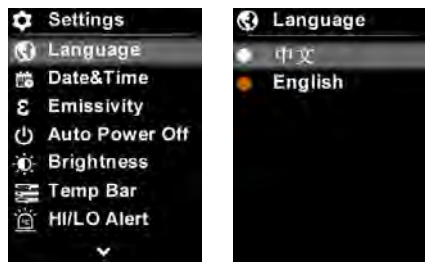 Settings
Language
Date&Time
Emissivity
Auto Power Off
Brightness
Temp Bar
HI/LO Alert
Language
中文
English